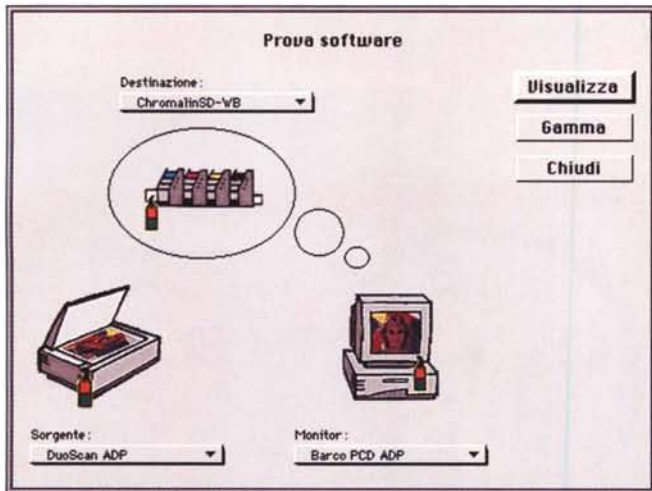 Prova software
Destinazione:
ChromalinSD-WB
Visualizza
Gamma
Chiudi
Sorgente:
DuoScan ADP
Monitor:
Barco PCD ADP